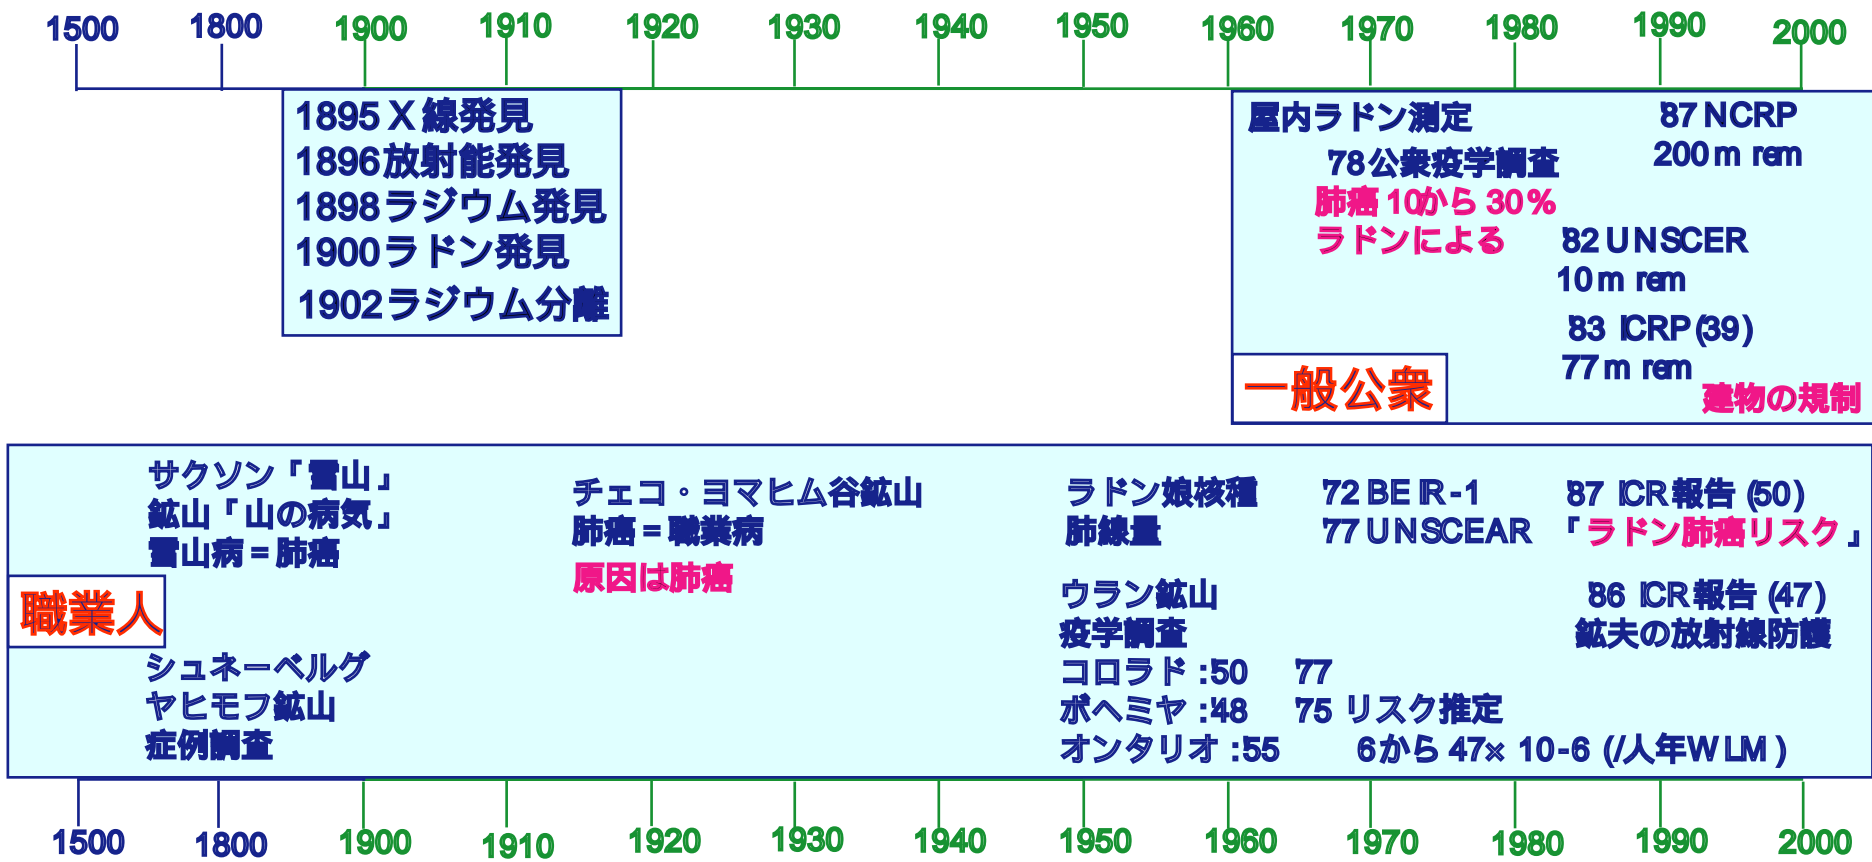 1500 1800 1900 1910 1920 1930 1940 1950 1960 1970 1980 1990 2000
1895 X 線発見
1896放射能発見
1898ラジウム発見
1900ラドン発見
1902ラジウム分離
屋内ラドン測定
'78公衆疫学調査
肺癌 10から 30%
ラドンによる
'87 NCRP
200 m rem
'82 UNSCER
10 m rem
'83 ICRP (39)
77 m rem
建物の規制
一般公衆
サクソン「雪山」
鉱山「山の病気」
雪山病=肺癌
職業人
シュネーベルグ
ヤヒモフ鉱山
症例調査
チェコ・ヨマヒム谷鉱山
肺癌=職業病
原因は肺癌
ラドン娘核種
肺線量
'72 BEIR-1
'77 UNSCEAR
'87 ICR報告 (50)
「ラドン肺癌リスク」
ウラン鉱山
疫学調査
コロラド :'50 '77
ボヘミヤ :'48 '75 リスク推定
オンタリオ :'55 6から 47× 10-6 (/人年WLM )
'86 ICR報告 (47)
鉱夫の放射線防護
1500 1800 1900 1910 1920 1930 1940 1950 1960 1970 1980 1990 2000